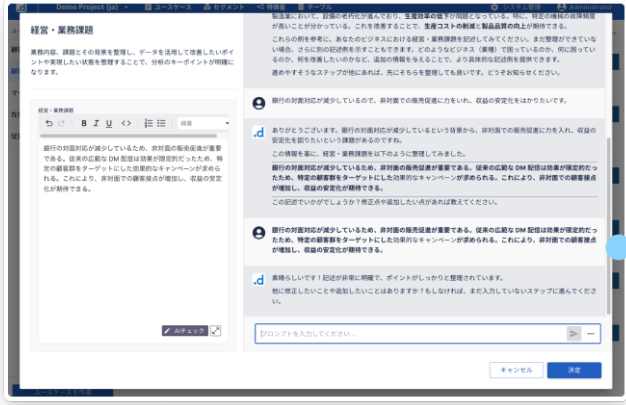 Demo Project (ja)
ユースケース
セグメント
特徴量
テーブル
システム管理
Administrator
経営・業務課題
業務内容、課題とその背景を整理し、データを活用して改善したいポイ
ントや実現したい状態を整理することで、分析のキーポイントが明確に
なります。
経営・業務課題
B I U <>
段落
銀行の対面対応が減少しているため、非対面の販売促進が重要
である。従来の広範な DM 配信は効果が限定的だったため、特
定の顧客群をターゲットにした効果的なキャンペーンが求めら
れる。これにより、非対面での顧客接点が増加し、収益の安定
化が期待できる。
AIチェック
製造業において、設備の老朽化が進んでおり、生産効率の低下が問題となっている。特に、特定の機械の故障頻度
が高いことが分かっている。これを改善することで、生産コストの削減と製品品質の向上が期待できる。
これらの例を参考に、あなたのビジネスにおける経営・業務課題を記述してみてください。まだ整理ができていな
い場合、さらに別の記述例を示すこともできます。どのようなビジネス（業種）で困っているのか、何に困ってい
るのか、何を改善したいのかなど、追加の情報を与えることで、より具体的な記述例を提供できます。
進めやすそうなステップが他にあれば、先にそちらを整理しても良いです。どうぞお知らせください。
銀行の対面対応が減少しているので、非対面での販売促進に力をいれ、収益の安定化をはかりたいです。
.d
ありがとうございます。銀行の対面対応が減少しているという背景から、非対面での販売促進に力を入れ、収益の
安定化を図りたいという課題があるのですね。
この情報を基に、経営・業務課題を以下のように整理してみました。
銀行の対面対応が減少しているため、非対面の販売促進が重要である。従来の広範な DM 配信は効果が限定的だっ
たため、特定の顧客群をターゲットにした効果的なキャンペーンが求められる。これにより、非対面での顧客接点
が増加し、収益の安定化が期待できる。
この記述でいかがでしょうか？修正点や追加したい点があれば教えてください。
銀行の対面対応が減少しているため、非対面の販売促進が重要である。従来の広範な DM 配信は効果が限定的だっ
たため、特定の顧客群をターゲットにした効果的なキャンペーンが求められる。これにより、非対面での顧客接点
が増加し、収益の安定化が期待できる。
.d
素晴らしいです！記述が非常に明確で、ポイントがしっかりと整理されています。
他に修正したいことや追加したいことはありますか？もしなければ、まだ入力していないステップに進んでくださ
い。
プロンプトを入力してください...
キャンセル
決定
ユースケースを作成